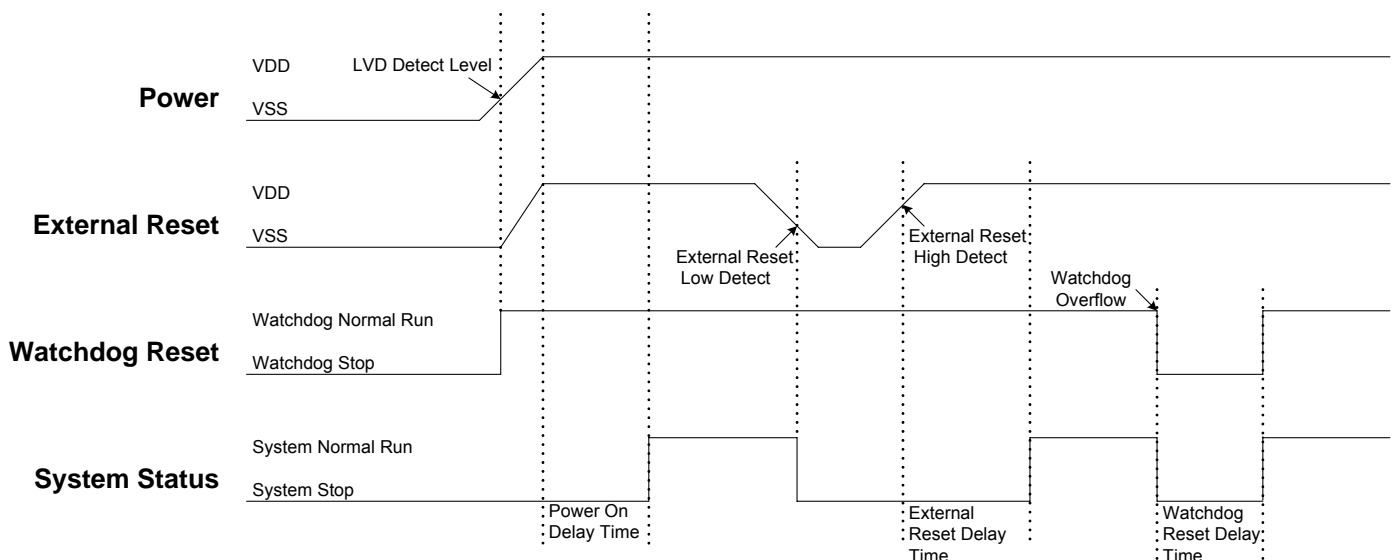 Power
VDD
VSS
LVD Detect Level
External Reset
VDD
VSS
External Reset
Low Detect
External Reset
High Detect
Watchdog Reset
Watchdog Normal Run
Watchdog Stop
Watchdog
Overflow
System Status
System Normal Run
System Stop
Power On
Delay Time
External
Reset Delay
Time
Watchdog
Reset Delay
Time